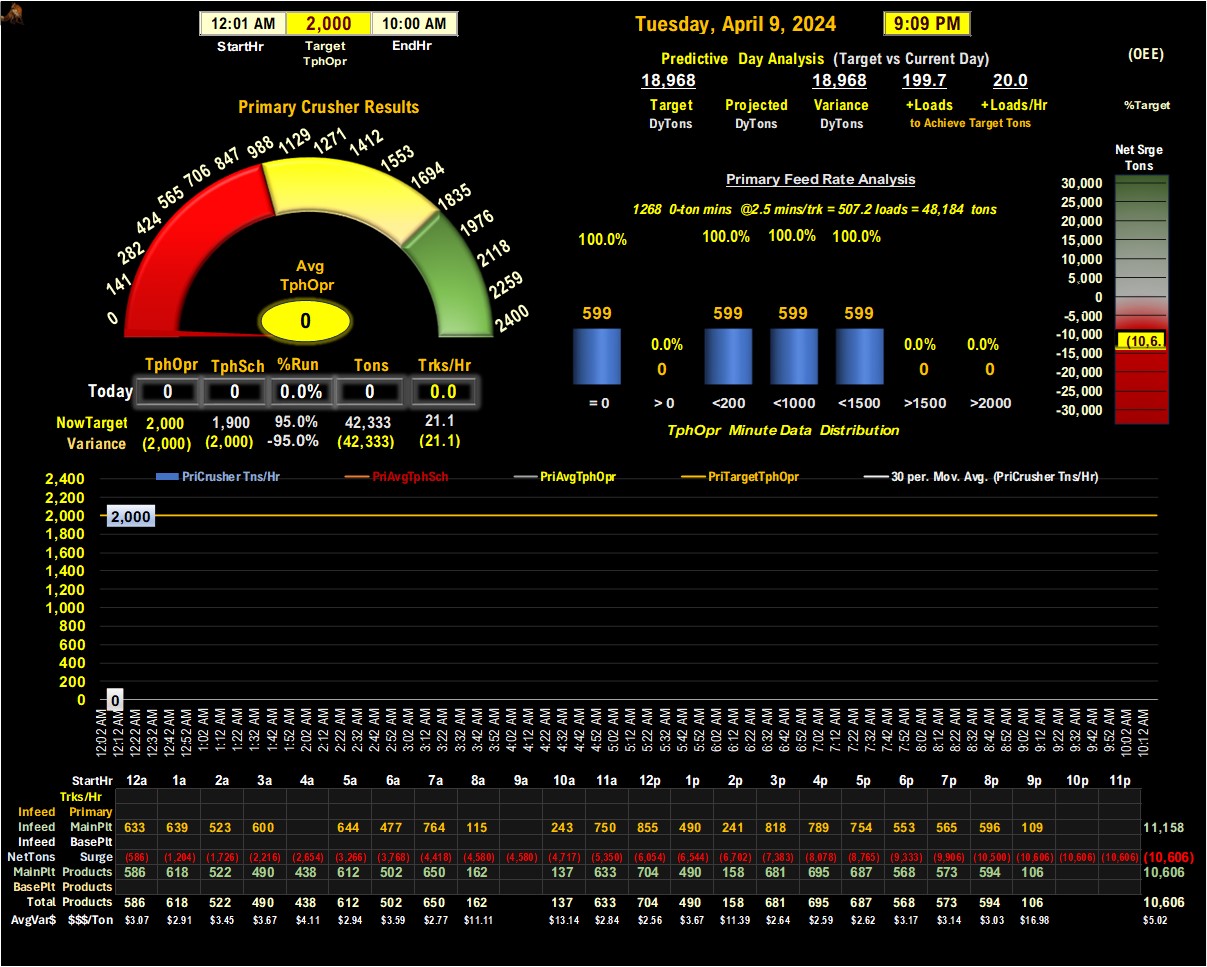 12:01 AM 2,000 10:00 AM
StartHr Target EndHr
TphOpr
Tuesday, April 9, 2024 9:09 PM
Predictive Day Analysis (Target vs Current Day)
18,968 18,968 199.7 20.0
Target Projected Variance +Loads +Loads/Hr
DyTons DyTons DyTons to Achieve Target Tons
(OEE)
%Target
Primary Crusher Results
0 141 282 424 565 706 847 988 1129 1271 1412 1553 1694 1835 1976 2118 2259 2400
Avg
TphOpr
0
TphOpr TphSch %Run Tons Trks/Hr
Today 0 0 0.0% 0 0.0
NowTarget 2,000 1,900 95.0% 42,333 21.1
Variance (2,000) (2,000) -95.0% (42,333) (21.1)
Primary Feed Rate Analysis
1268 0-ton mins @2.5 mins/trk = 507.2 loads = 48,184 tons
100.0% 100.0% 100.0% 100.0%
599 599 599 599
0.0% 0.0% 0.0%
0 0 0
= 0 > 0 <200 <1000 <1500 >1500 >2000
TphOpr Minute Data Distribution
Net Srge
Tons
30,000
25,000
20,000
15,000
10,000
5,000
0
-5,000
-10,000
(10,6.
-15,000
-20,000
-25,000
-30,000
PriCrusher Tns/Hr PriAvgTphSch PriAvgTphOpr PriTargetTphOpr 30 per. Mov. Avg. (PriCrusher Tns/Hr)
2,400
2,200
2,000 2,000
1,800
1,600
1,400
1,200
1,000
800
600
400
200
0 0
12:02 AM 12:12 AM 12:22 AM 12:32 AM 12:42 AM 12:52 AM 1:02 AM 1:12 AM 1:22 AM 1:32 AM 1:42 AM 1:52 AM 2:02 AM 2:12 AM 2:22 AM 2:32 AM 2:42 AM 2:52 AM 3:02 AM 3:12 AM 3:22 AM 3:32 AM 3:42 AM 3:52 AM 4:02 AM 4:12 AM 4:22 AM 4:32 AM 4:42 AM 4:52 AM 5:02 AM 5:12 AM 5:22 AM 5:32 AM 5:42 AM 5:52 AM 6:02 AM 6:12 AM 6:22 AM 6:32 AM 6:42 AM 6:52 AM 7:02 AM 7:12 AM 7:22 AM 7:32 AM 7:42 AM 7:52 AM 8:02 AM 8:12 AM 8:22 AM 8:32 AM 8:42 AM 8:52 AM 9:02 AM 9:12 AM 9:22 AM 9:32 AM 9:42 AM 9:52 AM 10:02 AM 10:12 AM
StartHr 12a 1a 2a 3a 4a 5a 6a 7a 8a 9a 10a 11a 12p 1p 2p 3p 4p 5p 6p 7p 8p 9p 10p 11p
Trks/Hr
Infeed Primary
Infeed MainPlt 633 639 523 600 644 477 764 115 243 750 855 490 241 818 789 754 553 565 596 109 11,158
Infeed BasePlt
NetTons Surge (586) (1,204) (1,726) (2,216) (2,654) (3,266) (3,768) (4,418) (4,580) (4,580) (4,717) (5,350) (6,054) (6,544) (6,702) (7,383) (8,078) (8,765) (9,333) (9,906) (10,500) (10,606) (10,606) (10,606) (10,606)
MainPlt Products 586 618 522 490 438 612 502 650 162 137 633 704 490 158 681 695 687 568 573 594 106 10,606
BasePlt Products
Total Products 586 618 522 490 438 612 502 650 162 137 633 704 490 158 681 695 687 568 573 594 106 10,606
AvgVar$ $$$/Ton $3.07 $2.91 $3.45 $3.67 $4.11 $2.94 $3.59 $2.77 $11.11 $13.14 $2.84 $2.56 $3.67 $11.39 $2.64 $2.59 $2.62 $3.17 $3.14 $3.03 $16.98 $5.02